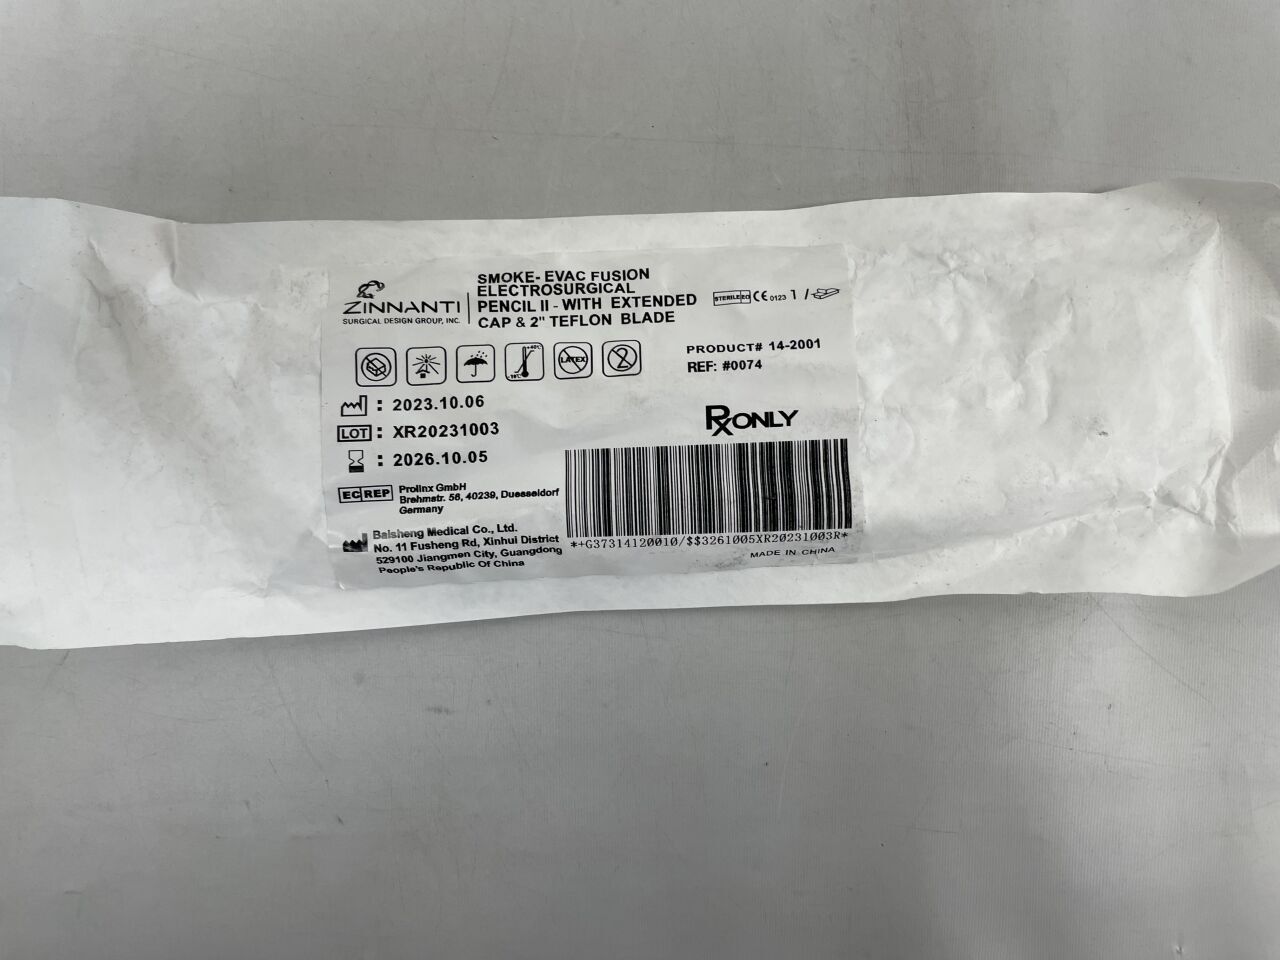 ZINNANTI
SURGICAL DESIGN GROUP, INC.
SMOKE- EVAC FUSION
ELECTROSURGICAL
PENCIL II - WITH EXTENDED
CAP & 2" TEFLON BLADE
STERILE EO CE 0123 1 /
PRODUCT# 14-2001
REF: #0074
+40°C
-10°C
LATEX
2
: 2023.10.06
LOT : XR20231003
: 2026.10.05
Rx ONLY
EC REP Prolinx GmbH
Brehmstr. 56, 40239, Duesseldorf
Germany
Baisheng Medical Co., Ltd.
No. 11 Fusheng Rd, Xinhui District
529100 Jiangmen City, Guangdong
People's Republic Of China
*+G37314120010/$$3261005XR20231003R*
MADE IN CHINA